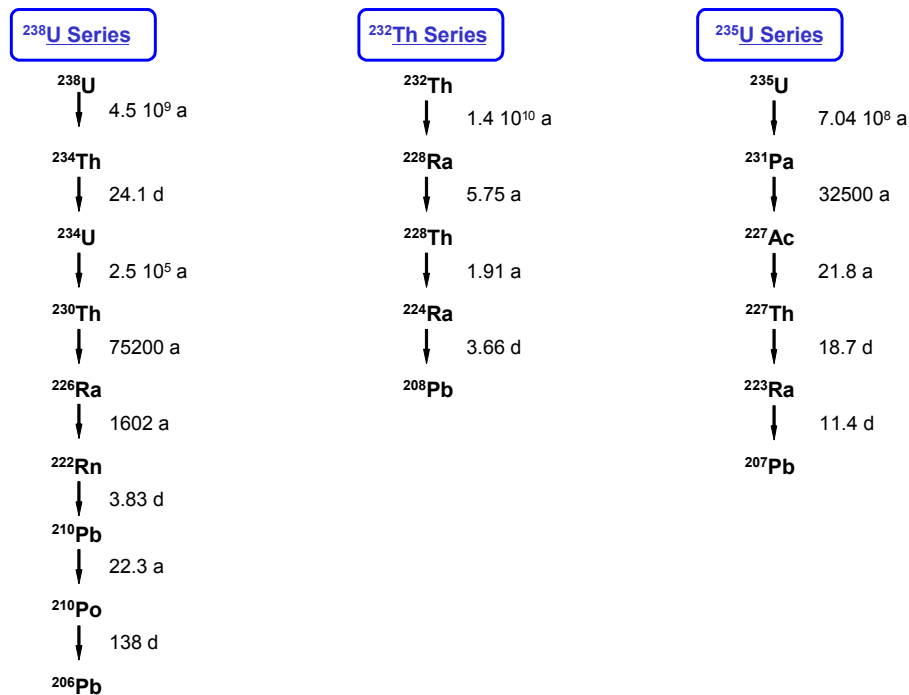 ²³⁸U Series
²³⁸U
4.5 10⁹ a
²³⁴Th
24.1 d
²³⁴U
2.5 10⁵ a
²³⁰Th
75200 a
²²⁶Ra
1602 a
²²²Rn
3.83 d
²¹⁰Pb
22.3 a
²¹⁰Po
138 d
²⁰⁶Pb
²³²Th Series
²³²Th
1.4 10¹⁰ a
²²⁸Ra
5.75 a
²²⁸Th
1.91 a
²²⁴Ra
3.66 d
²⁰⁸Pb
²³⁵U Series
²³⁵U
7.04 10⁸ a
²³¹Pa
32500 a
²²⁷Ac
21.8 a
²²⁷Th
18.7 d
²²³Ra
11.4 d
²⁰⁷Pb